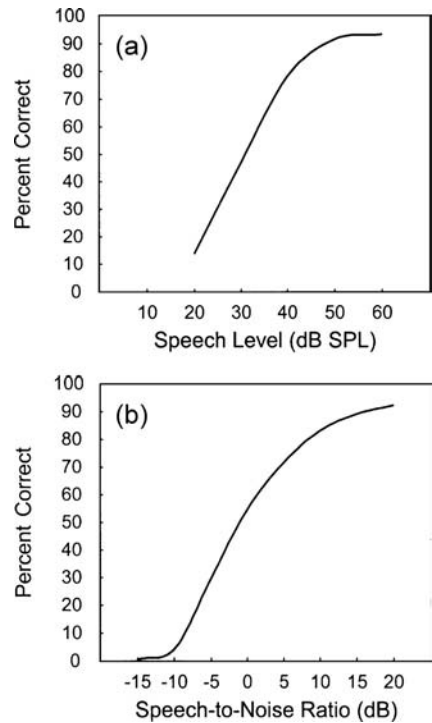 (a)
Percent Correct
100
90
80
70
60
50
40
30
20
10
0
10 20 30 40 50 60
Speech Level (dB SPL)
(b)
Percent Correct
100
90
80
70
60
50
40
30
20
10
0
-15 -10 -5 0 5 10 15 20
Speech-to-Noise Ratio (dB)